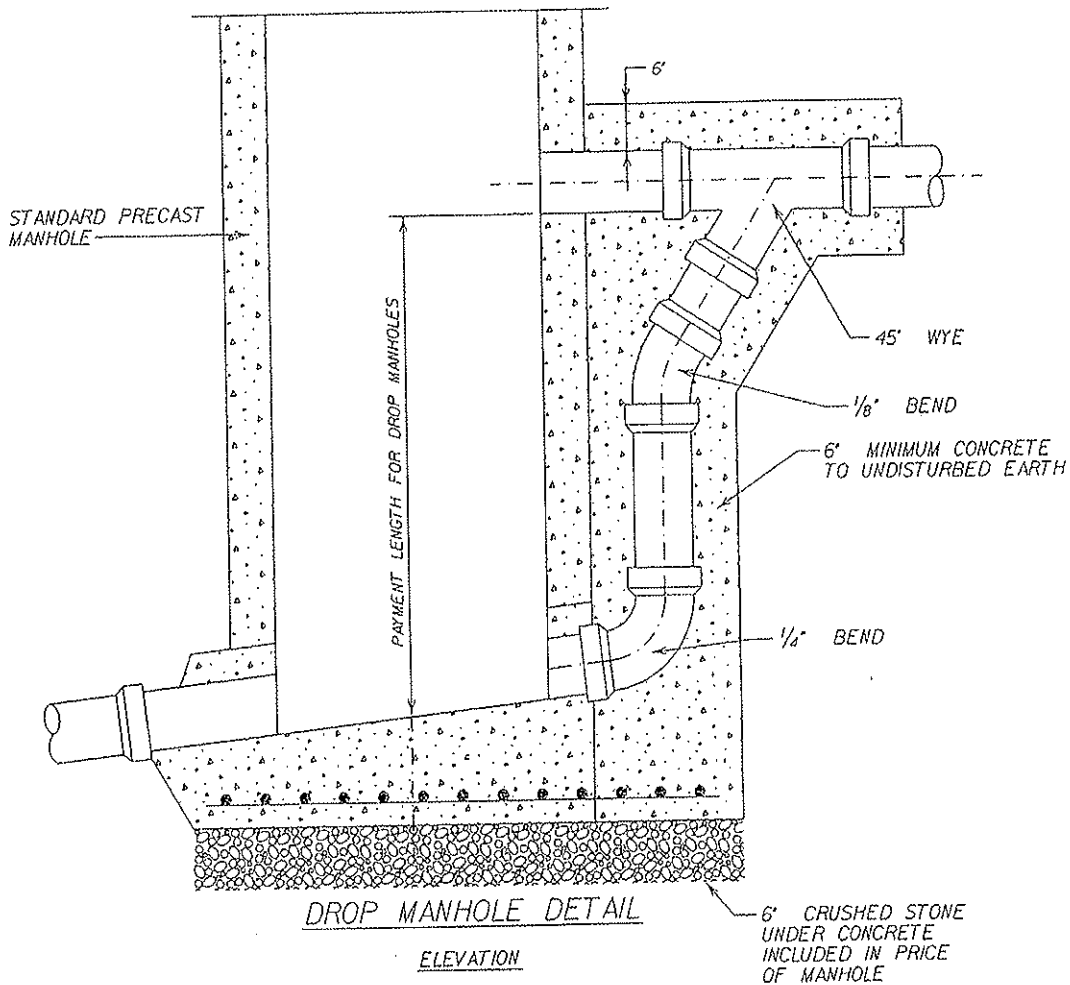 6"
STANDARD PRECAST
MANHOLE
PAYMENT LENGTH FOR DROP MANHOLES
45° WYE
1/8" BEND
6" MINIMUM CONCRETE
TO UNDISTURBED EARTH
1/4" BEND
DROP MANHOLE DETAIL
ELEVATION
6" CRUSHED STONE
UNDER CONCRETE
INCLUDED IN PRICE
OF MANHOLE